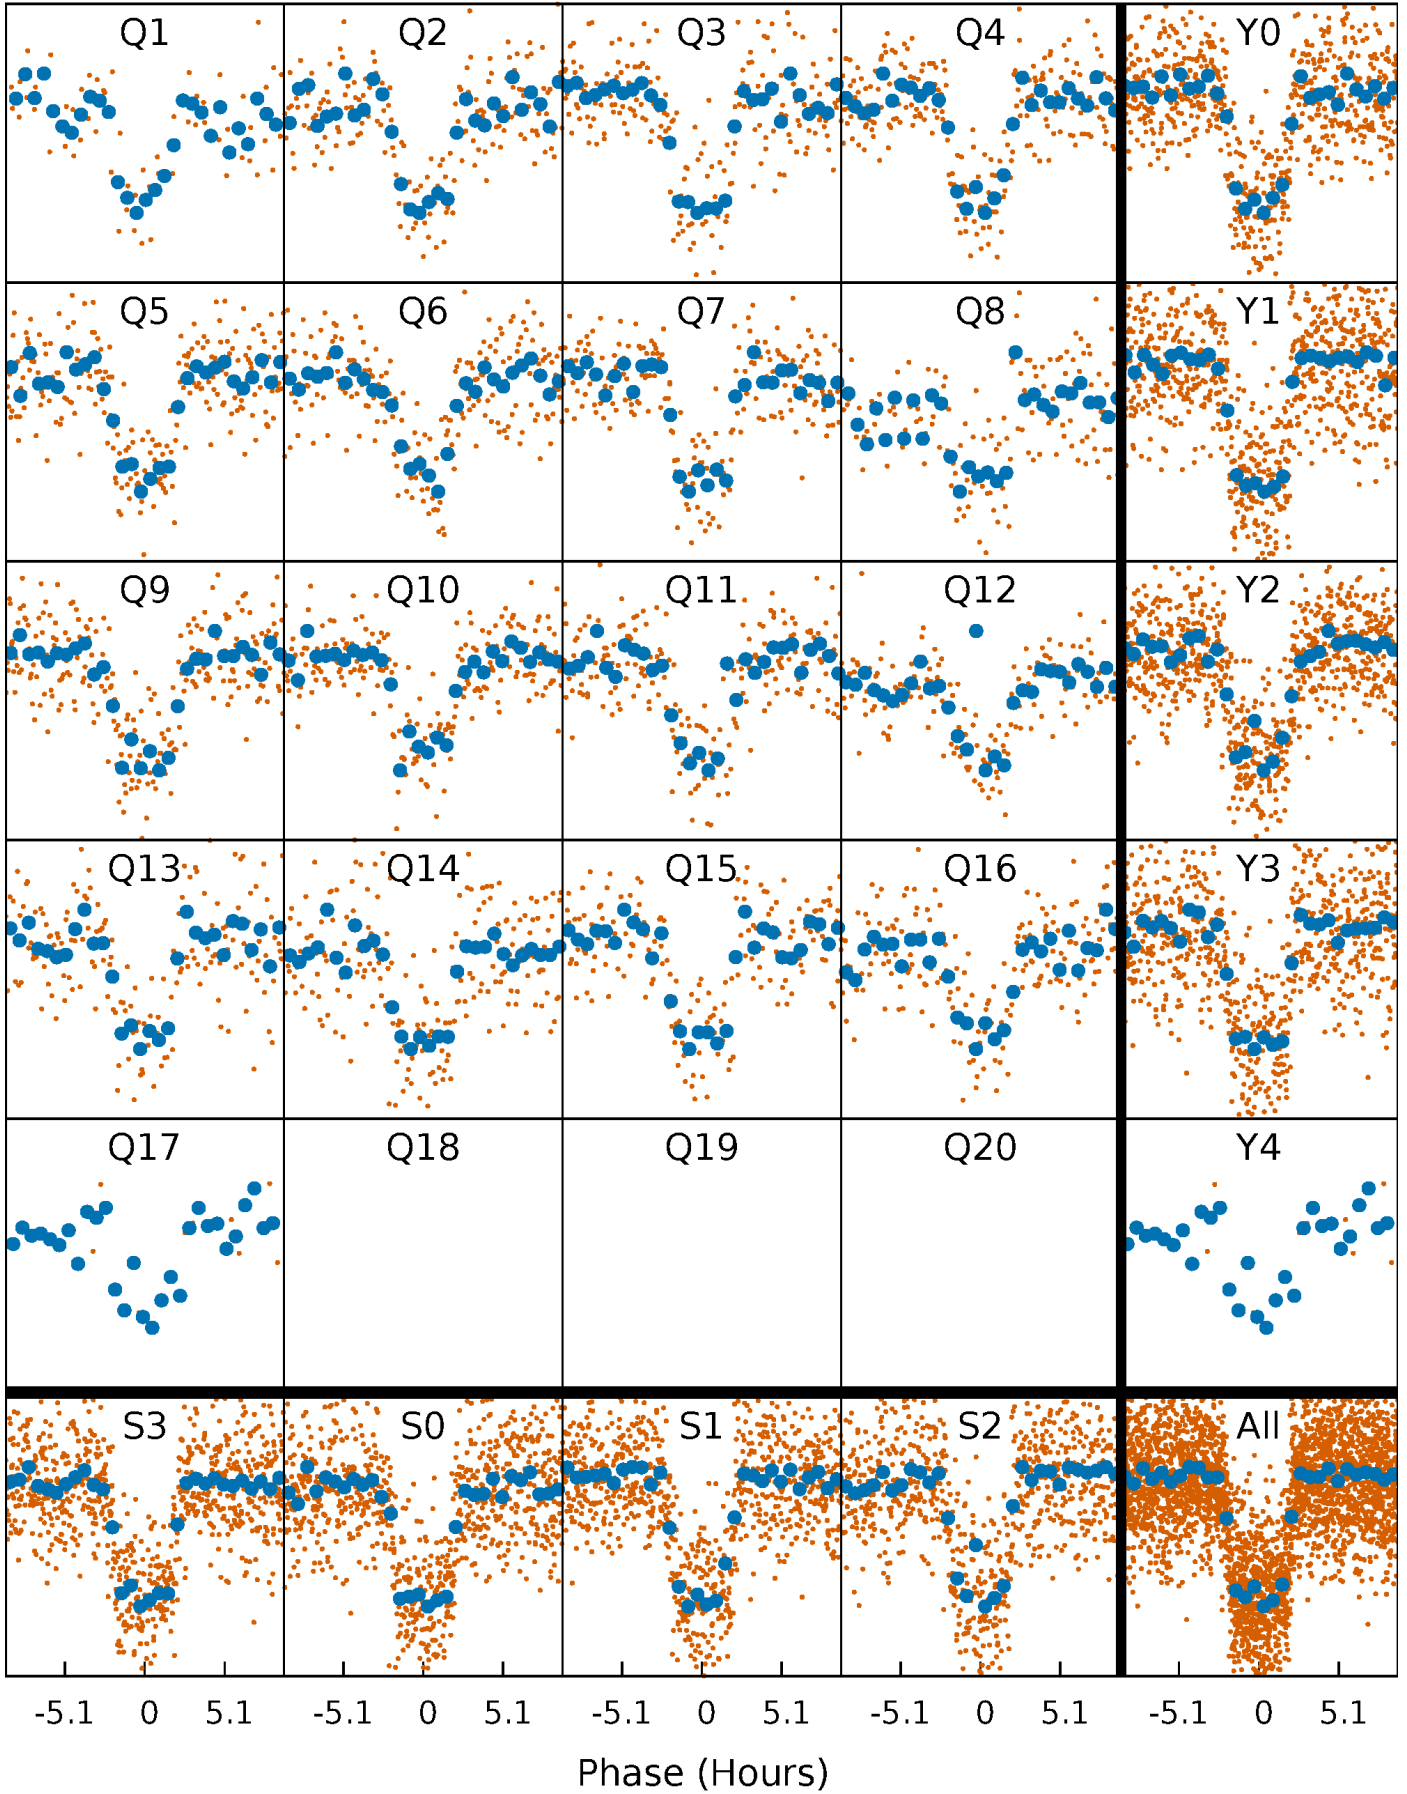 Q1 Q2 Q3 Q4 Y0
Q5 Q6 Q7 Q8 Y1
Q9 Q10 Q11 Q12 Y2
Q13 Q14 Q15 Q16 Y3
Q17 Q18 Q19 Q20 Y4
S3 S0 S1 S2 All
-5.1 0 5.1 -5.1 0 5.1 -5.1 0 5.1 -5.1 0 5.1 -5.1 0 5.1
Phase (Hours)